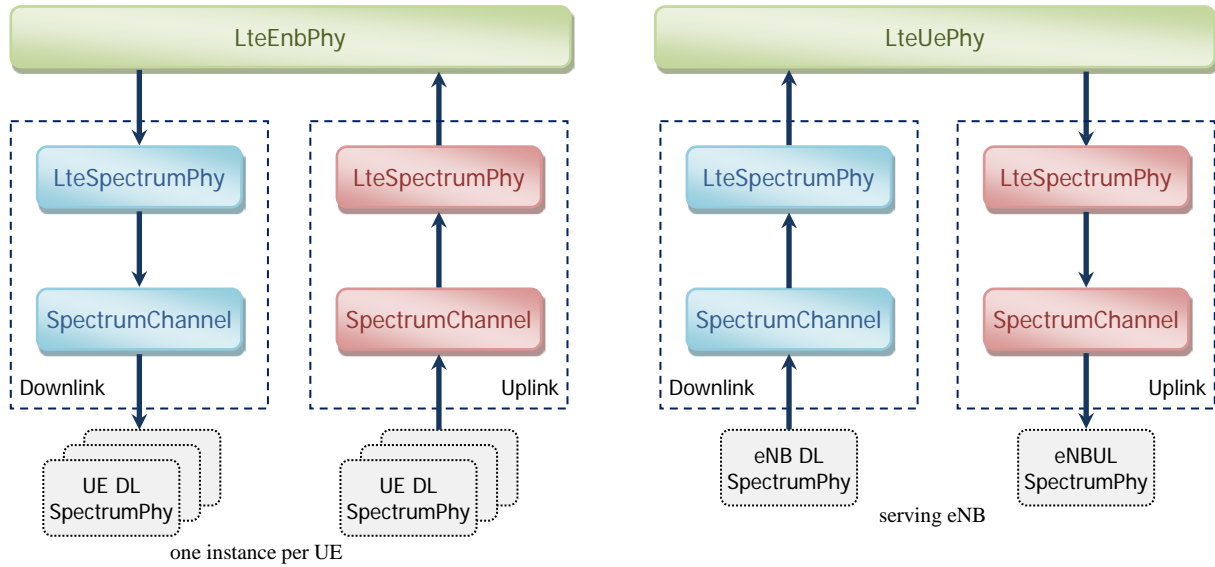 LteEnbPhy
LteSpectrumPhy
SpectrumChannel
Downlink
UE DL
SpectrumPhy
LteSpectrumPhy
SpectrumChannel
Uplink
UE DL
SpectrumPhy
one instance per UE
LteUePhy
LteSpectrumPhy
SpectrumChannel
Downlink
eNB DL
SpectrumPhy
LteSpectrumPhy
SpectrumChannel
Uplink
eNBUL
SpectrumPhy
serving eNB